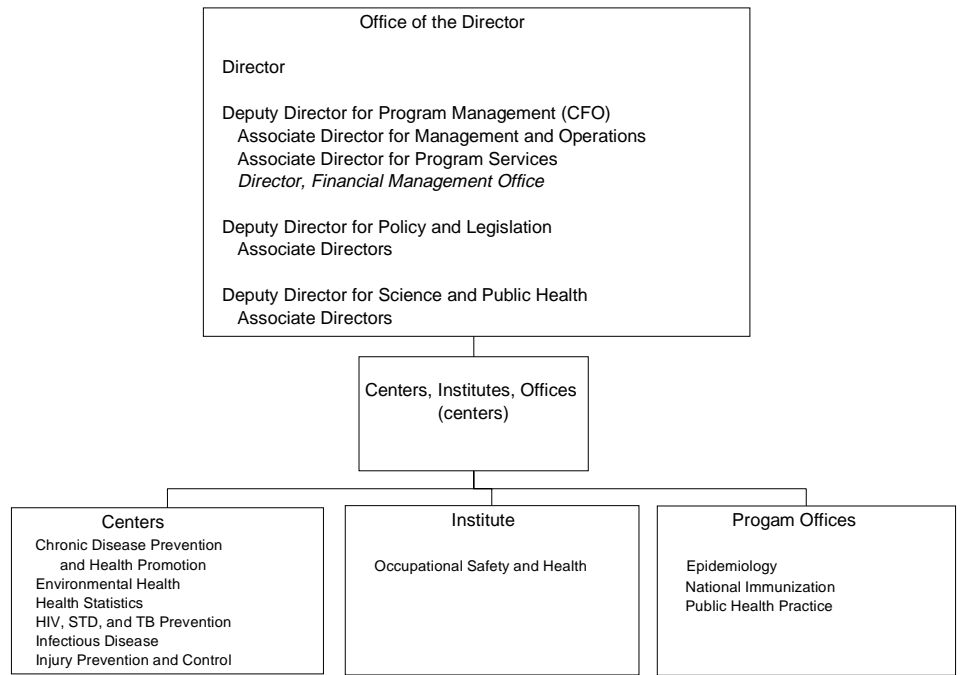 Office of the Director
Director
Deputy Director for Program Management (CFO)
Associate Director for Management and Operations
Associate Director for Program Services
Director, Financial Management Office
Deputy Director for Policy and Legislation
Associate Directors
Deputy Director for Science and Public Health
Associate Directors
Centers, Institutes, Offices
(centers)
Centers
Chronic Disease Prevention
and Health Promotion
Environmental Health
Health Statistics
HIV, STD, and TB Prevention
Infectious Disease
Injury Prevention and Control
Institute
Occupational Safety and Health
Progam Offices
Epidemiology
National Immunization
Public Health Practice